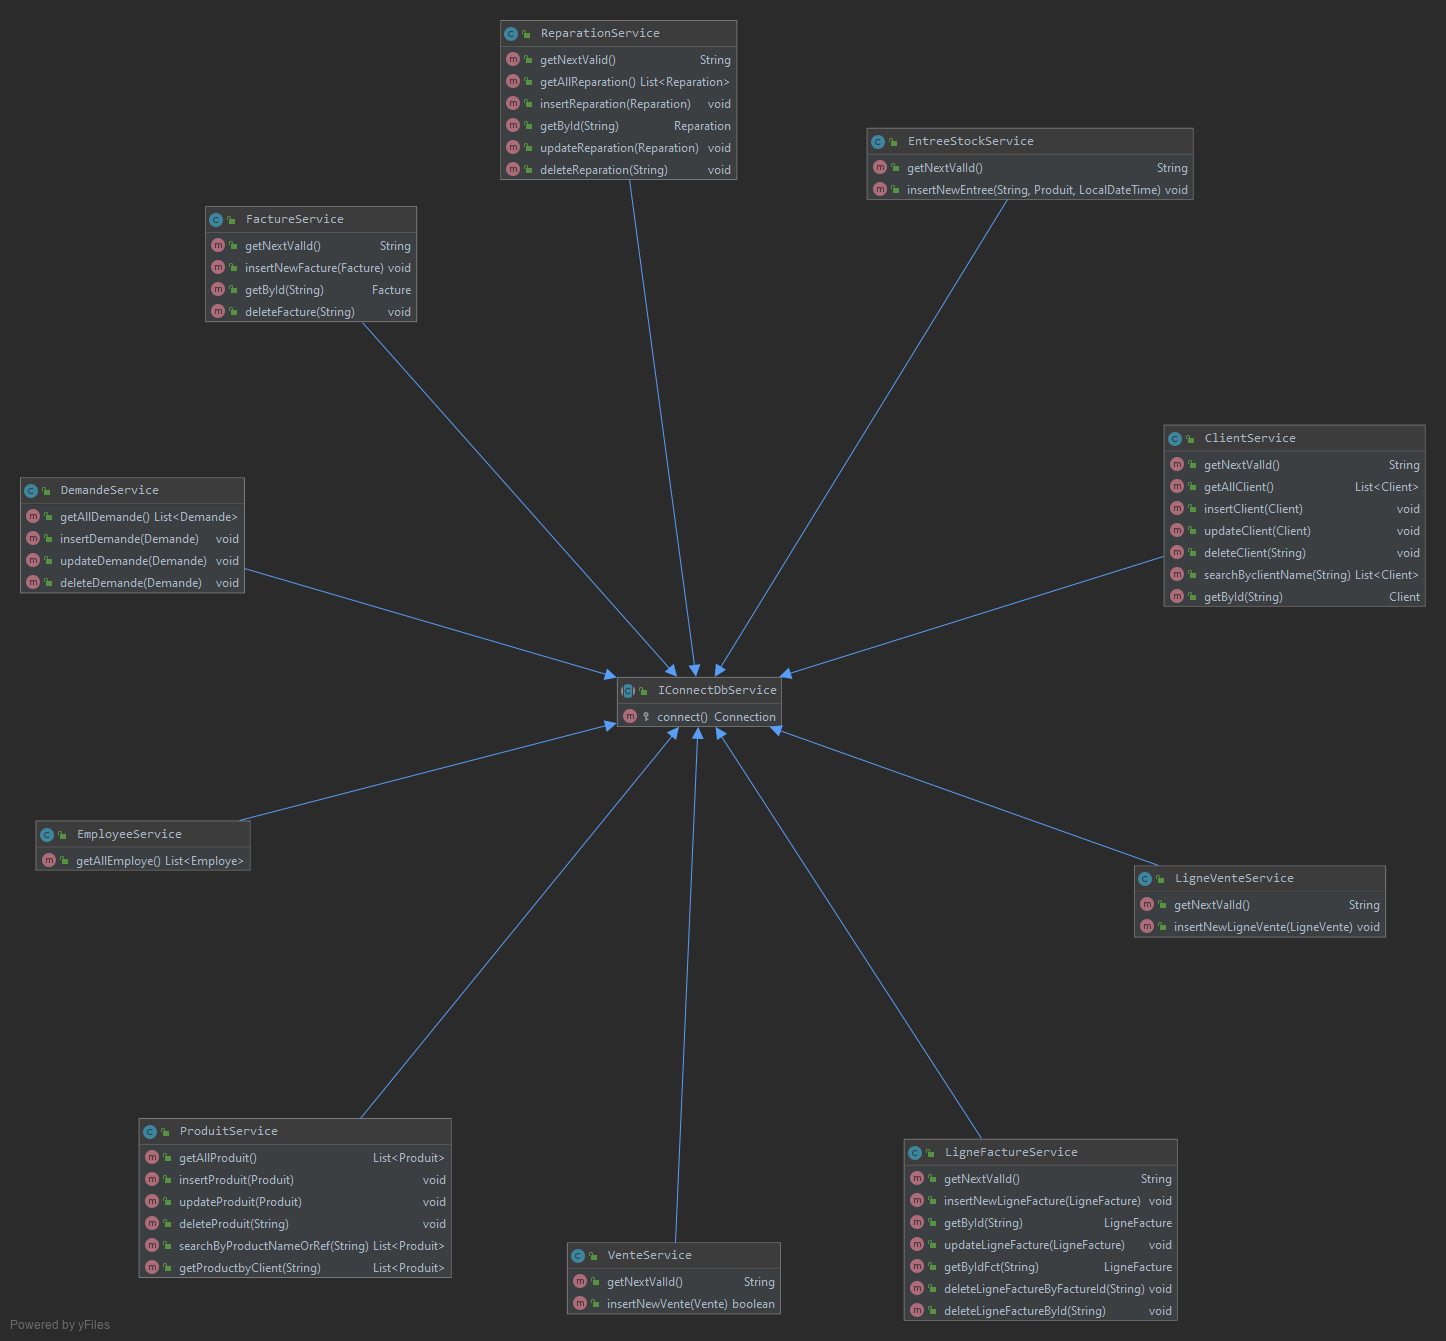 ReparationService
getNextValid() String
getAllReparation() List<Reparation>
insertReparation(Reparation) void
getById(String) Reparation
updateReparation(Reparation) void
deleteReparation(String) void
EntreeStockService
getNextValId() String
insertNewEntree(String, Produit, LocalDateTime) void
FactureService
getNextValId() String
insertNewFacture(Facture) void
getById(String) Facture
deleteFacture(String) void
ClientService
getNextValId() String
getAllClient() List<Client>
insertClient(Client) void
updateClient(Client) void
deleteClient(String) void
searchByclientName(String) List<Client>
getById(String) Client
DemandeService
getAllDemande() List<Demande>
insertDemande(Demande) void
updateDemande(Demande) void
deleteDemande(Demande) void
IConnectDbService
connect() Connection
EmployeeService
getAllEmploye() List<Employe>
LigneVenteService
getNextValId() String
insertNewLigneVente(LigneVente) void
ProduitService
getAllProduit() List<Produit>
insertProduit(Produit) void
updateProduit(Produit) void
deleteProduit(String) void
searchByProductNameOrRef(String) List<Produit>
getProductbyClient(String) List<Produit>
LigneFactureService
getNextValId() String
insertNewLigneFacture(LigneFacture) void
getById(String) LigneFacture
updateLigneFacture(LigneFacture) void
getByIdFct(String) LigneFacture
deleteLigneFactureByFactureId(String) void
deleteLigneFactureById(String) void
VenteService
getNextValId() String
insertNewVente(Vente) boolean
Powered by yFiles